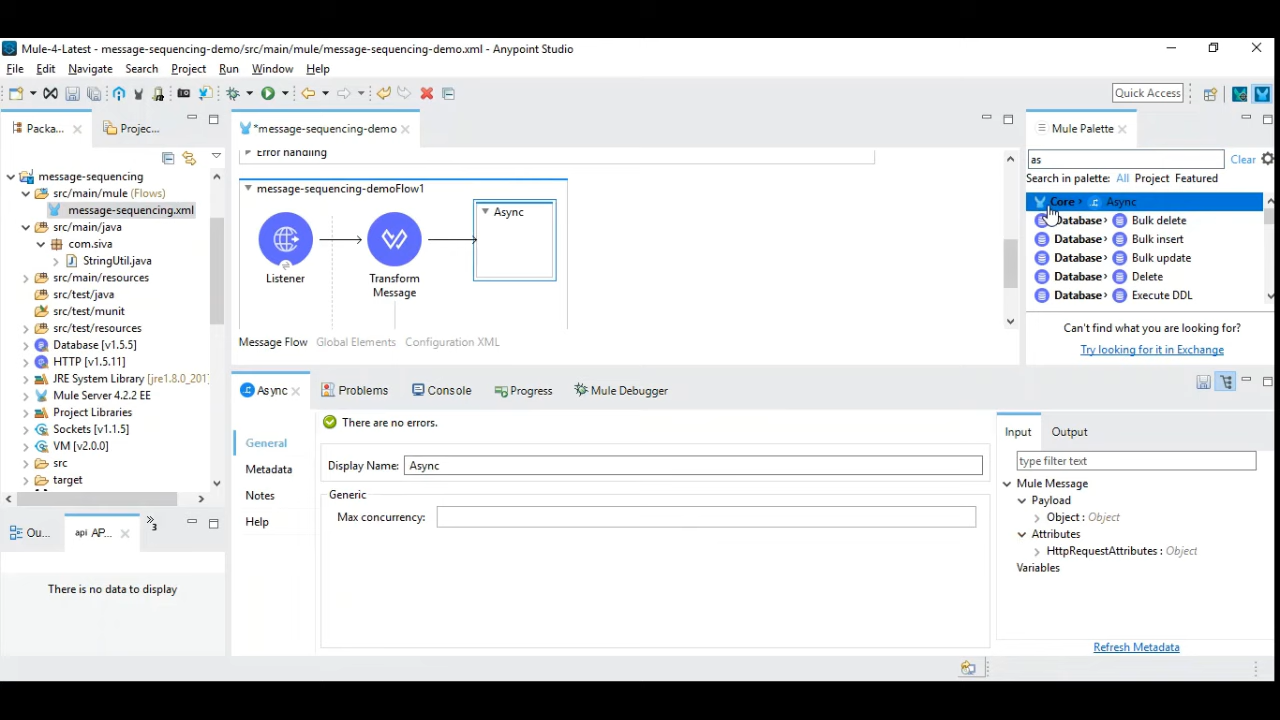 Mule-4-Latest - message-sequencing-demo/src/main/mule/message-sequencing-demo.xml - Anypoint Studio
File Edit Navigate Search Project Run Window Help
Quick Access
Packa...
Projec...
message-sequencing
src/main/mule (Flows)
message-sequencing.xml
src/main/java
com.siva
StringUtil.java
src/main/resources
src/test/java
src/test/munit
src/test/resources
Database [v1.5.5]
HTTP [v1.5.11]
JRE System Library [jre1.8.0_201]
Mule Server 4.2.2 EE
Project Libraries
Sockets [v1.1.5]
VM [v2.0.0]
src
target
Ou...
api AP...
3
There is no data to display
*message-sequencing-demo
Error handling
message-sequencing-demoFlow1
Listener
Transform
Message
Async
Message Flow Global Elements Configuration XML
Mule Palette
as
Clear
Search in palette: All Project Featured
Core › Async
Database › Bulk delete
Database › Bulk insert
Database › Bulk update
Database › Delete
Database › Execute DDL
Can't find what you are looking for?
Try looking for it in Exchange
Async
Problems
Console
Progress
Mule Debugger
General
Metadata
Notes
Help
There are no errors.
Display Name: Async
Generic
Max concurrency:
Input
Output
type filter text
Mule Message
Payload
Object : Object
Attributes
HttpRequestAttributes : Object
Variables
Refresh Metadata